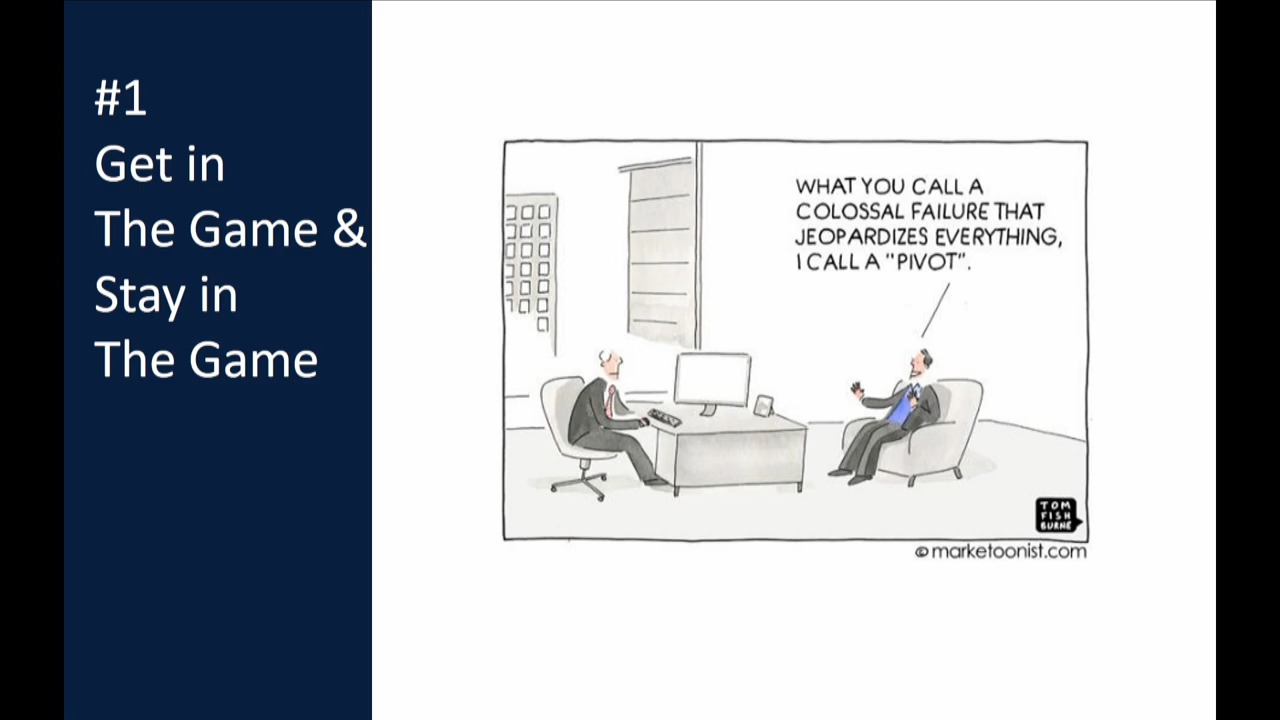 #1
Get in
The Game &
Stay in
The Game
WHAT YOU CALL A
COLOSSAL FAILURE THAT
JEOPARDIZES EVERYTHING,
I CALL A "PIVOT".
TOM
FISH
BURNE
© marketoonist.com